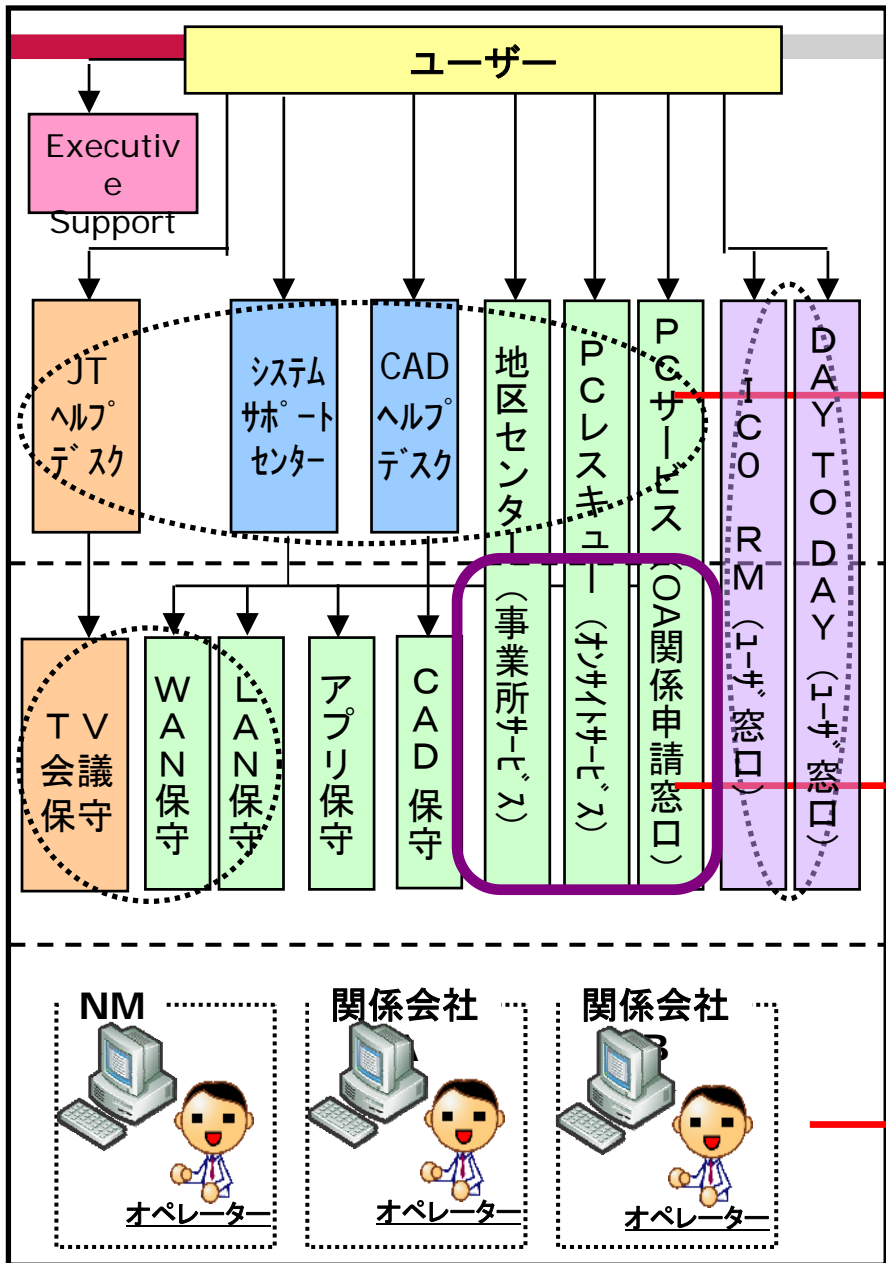 ユーザー
Executiv
e
Support
JT
ﾍﾙﾌﾟ
ﾃﾞｽｸ
ｼｽﾃﾑ
ｻﾎﾟｰﾄ
ｾﾝﾀｰ
CAD
ﾍﾙﾌﾟ
ﾃﾞｽｸ
地区センター（事業所ｻｰﾋﾞｽ）
ＰＣレスキュー（ｵﾝｻｲﾄｻｰﾋﾞｽ）
ＰＣサービス（ＯＡ関係申請窓口）
ＩＣ０　ＲＭ（ﾕｰｻﾞ窓口）
ＤＡＹ ＴＯ ＤＡＹ（ﾕｰｻﾞ窓口）
ＴＶ
会議
保守
ＷＡＮ保守
ＬＡＮ保守
アプリ保守
ＣＡＤ保守
NM
関係会社
A
関係会社
B
オペレーター
オペレーター
オペレーター